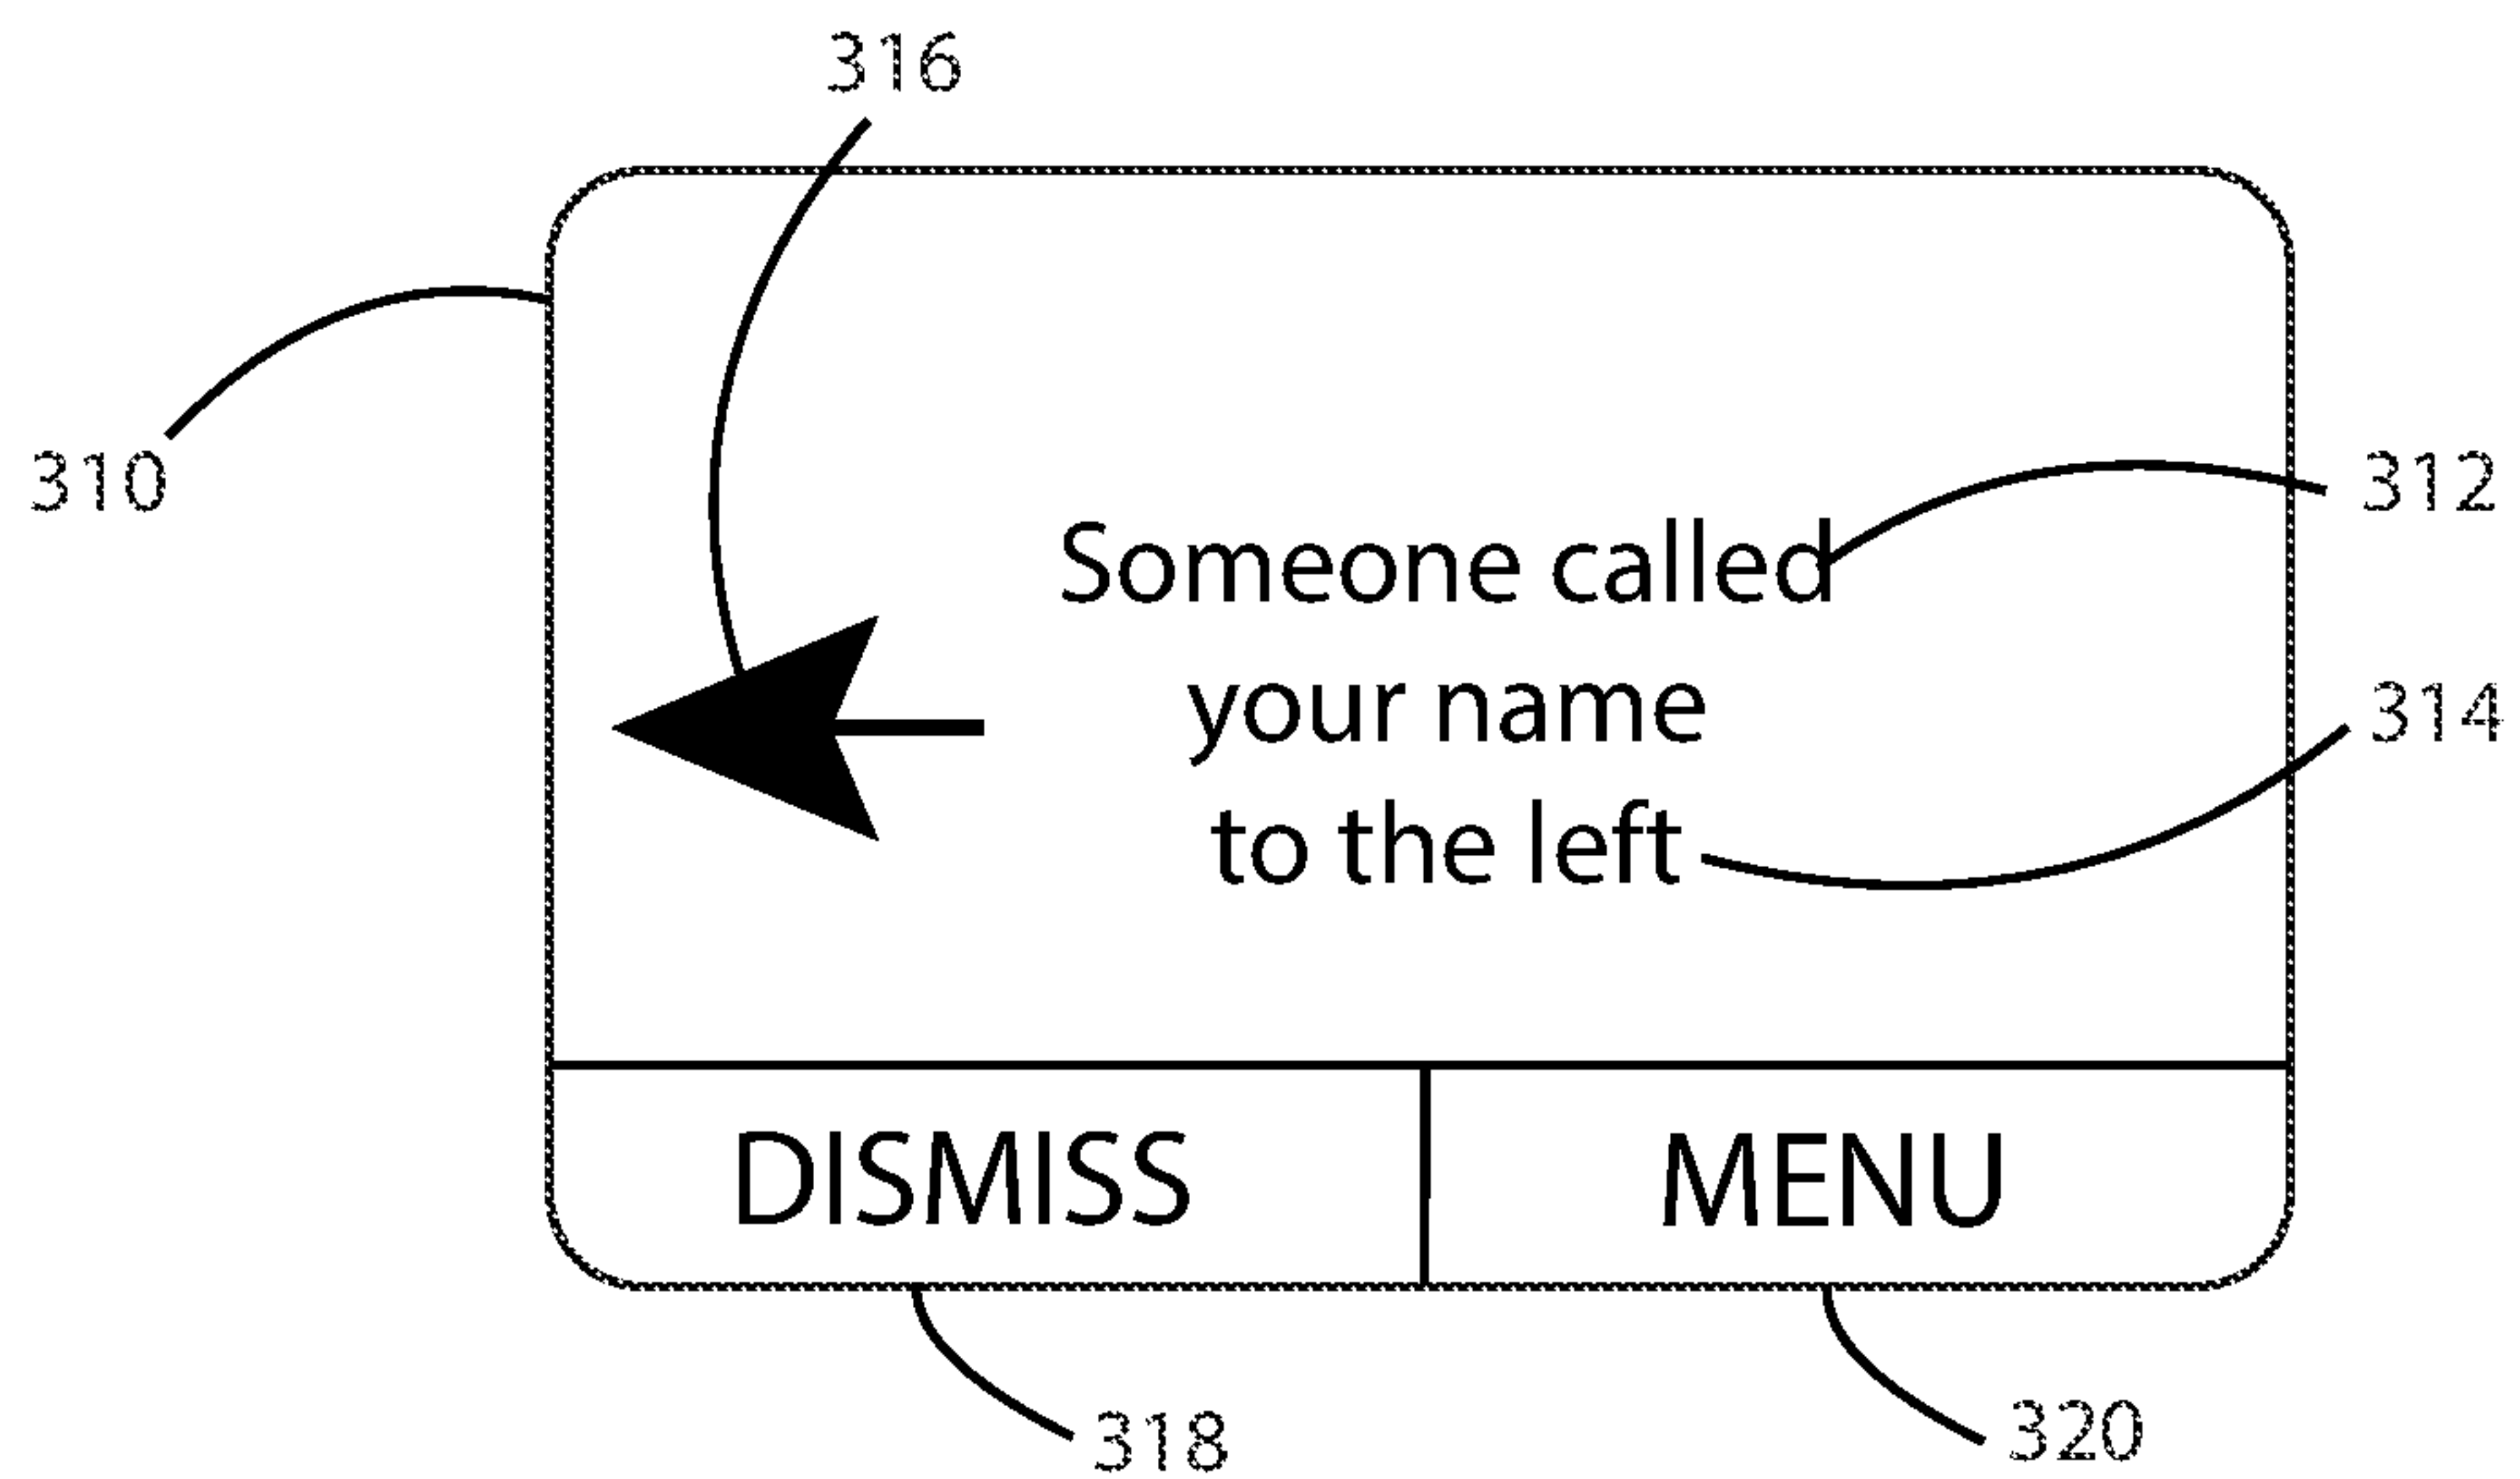 316
310
312
Someone called
your name
314
to the left
DISMISS
MENU
318
320